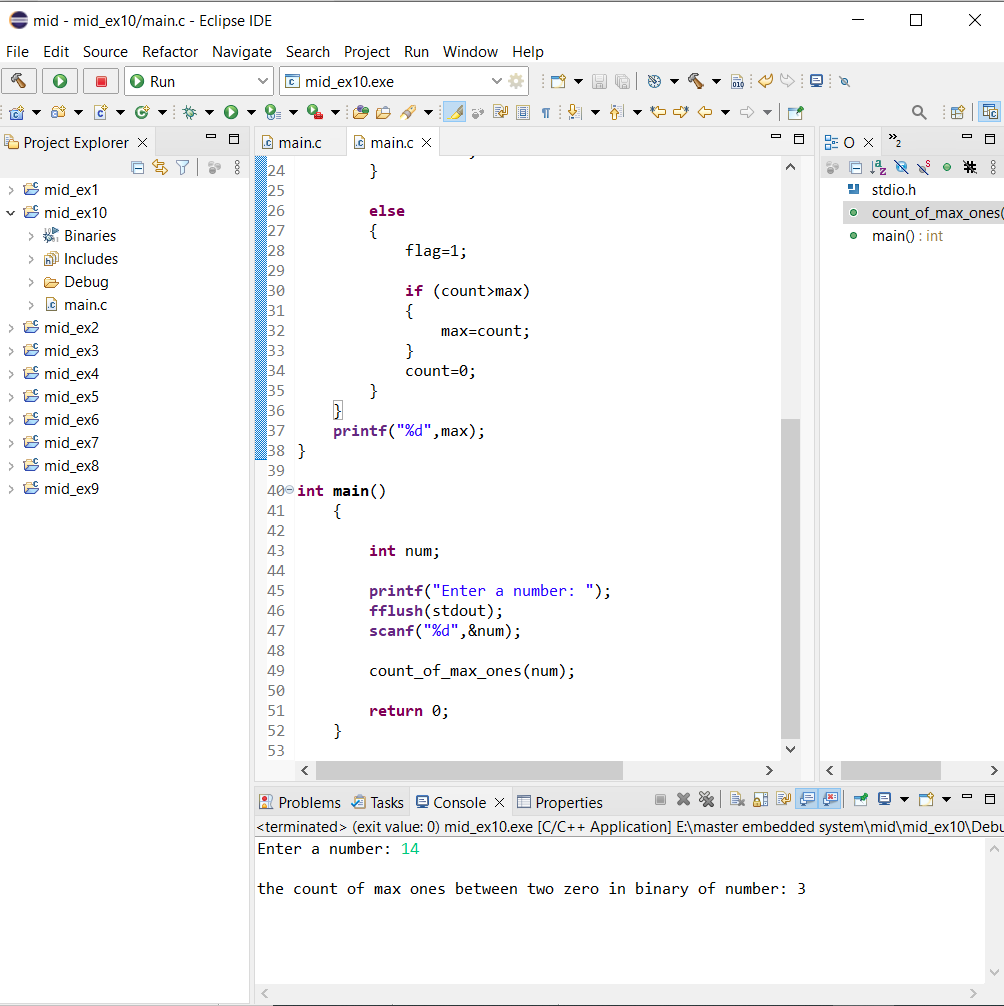 mid - mid_ex10/main.c - Eclipse IDE
File Edit Source Refactor Navigate Search Project Run Window Help
Run mid_ex10.exe
Project Explorer
mid_ex1
mid_ex10
Binaries
Includes
Debug
main.c
mid_ex2
mid_ex3
mid_ex4
mid_ex5
mid_ex6
mid_ex7
mid_ex8
mid_ex9
main.c main.c
24 }
25
26 else
27 {
28 flag=1;
29
30 if (count>max)
31 {
32 max=count;
33 }
34 count=0;
35 }
36 }
37 printf("%d",max);
38 }
39
40 int main()
41 {
42
43 int num;
44
45 printf("Enter a number: ");
46 fflush(stdout);
47 scanf("%d",&num);
48
49 count_of_max_ones(num);
50
51 return 0;
52 }
53
O 2
stdio.h
count_of_max_ones(
main() : int
Problems Tasks Console Properties
<terminated> (exit value: 0) mid_ex10.exe [C/C++ Application] E:\master embedded system\mid\mid_ex10\Debu
Enter a number: 14
the count of max ones between two zero in binary of number: 3